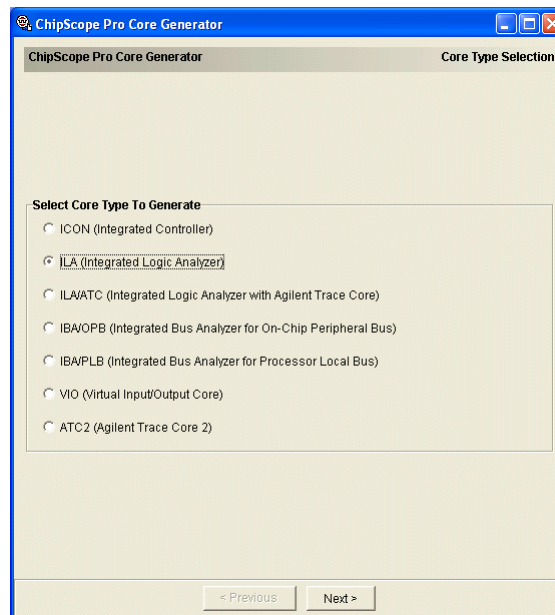 ChipScope Pro Core Generator
ChipScope Pro Core Generator Core Type Selection
Select Core Type To Generate
ICON (Integrated Controller)
ILA (Integrated Logic Analyzer)
ILA/ATC (Integrated Logic Analyzer with Agilent Trace Core)
IBA/OPB (Integrated Bus Analyzer for On-Chip Peripheral Bus)
IBA/PLB (Integrated Bus Analyzer for Processor Local Bus)
VIO (Virtual Input/Output Core)
ATC2 (Agilent Trace Core 2)
< Previous Next >